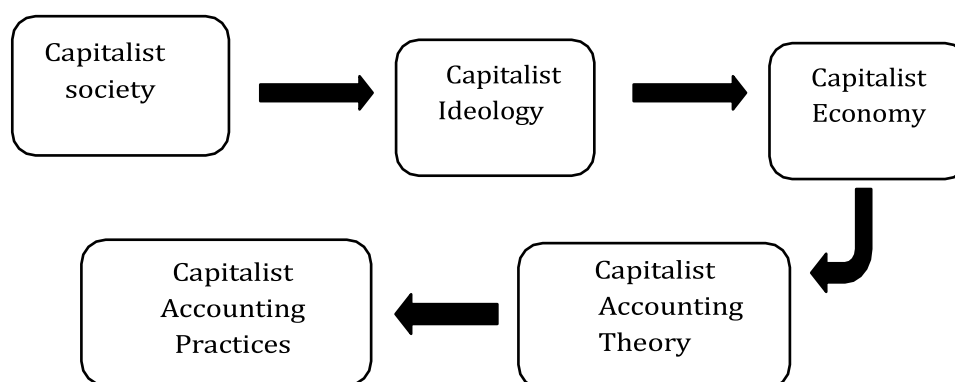 Capitalist
society
Capitalist
Ideology
Capitalist
Economy
Capitalist
Accounting
Theory
Capitalist
Accounting
Practices